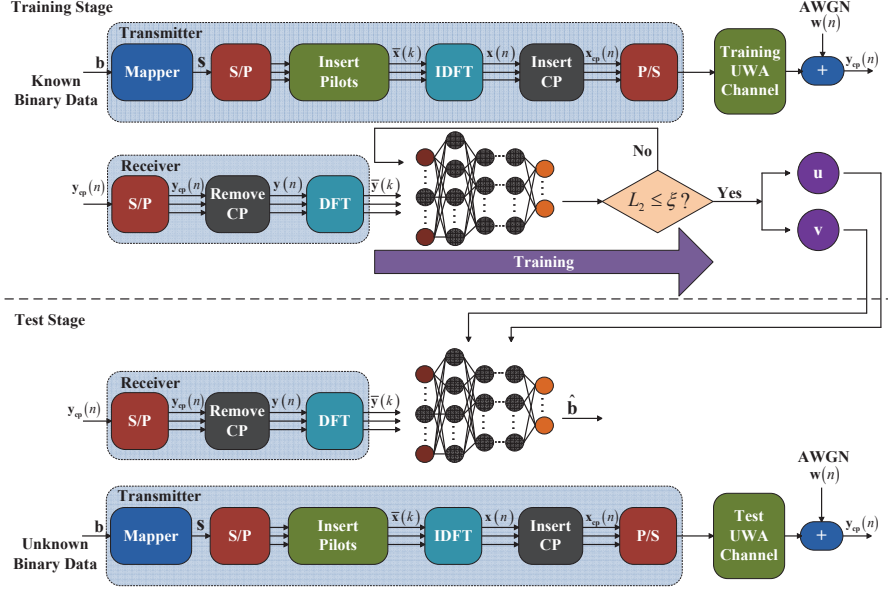 Training Stage
Transmitter
AWGN
w(n)
b
Mapper
s
S/P
Insert
Pilots
x̅(k)
IDFT
x(n)
Insert
CP
x_cp(n)
P/S
Training
UWA
Channel
+
y_cp(n)
Known
Binary Data
Receiver
y_cp(n)
S/P
y_cp(n)
Remove
CP
y(n)
DFT
y̅(k)
No
L₂ ≤ ξ ?
Yes
u
v
Training
Test Stage
Receiver
y_cp(n)
S/P
y_cp(n)
Remove
CP
y(n)
DFT
y̅(k)
b̂
Transmitter
AWGN
w(n)
b
Mapper
s
S/P
Insert
Pilots
x̅(k)
IDFT
x(n)
Insert
CP
x_cp(n)
P/S
Test
UWA
Channel
+
y_cp(n)
Unknown
Binary Data